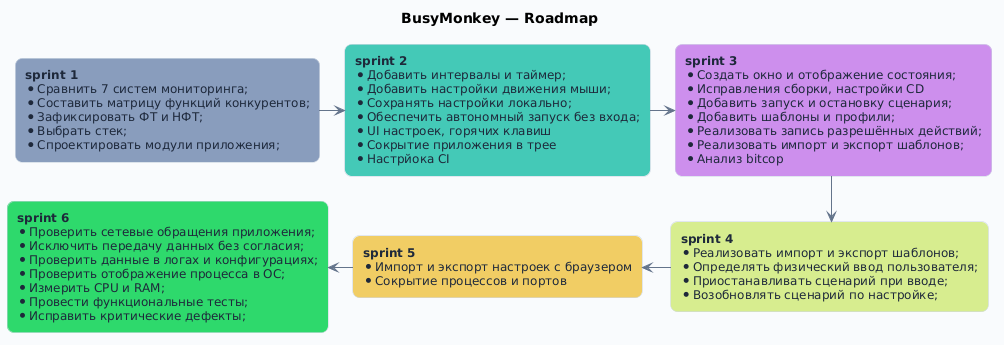 BusyMonkey — Roadmap
sprint 1
• Сравнить 7 систем мониторинга;
• Составить матрицу функций конкурентов;
• Зафиксировать ФТ и НФТ;
• Выбрать стек;
• Спроектировать модули приложения;
sprint 2
• Добавить интервалы и таймер;
• Добавить настройки движения мыши;
• Сохранять настройки локально;
• Обеспечить автономный запуск без входа;
• UI настроек, горячих клавиш
• Сокрытие приложения в трее
• Настрйока CI
sprint 3
• Создать окно и отображение состояния;
• Исправления сборки, настройки CD
• Добавить запуск и остановку сценария;
• Добавить шаблоны и профили;
• Реализовать запись разрешённых действий;
• Реализовать импорт и экспорт шаблонов;
• Анализ bitcop
sprint 4
• Реализовать импорт и экспорт шаблонов;
• Определять физический ввод пользователя;
• Приостанавливать сценарий при вводе;
• Возобновлять сценарий по настройке;
sprint 5
• Импорт и экспорт настроек с браузером
• Сокрытие процессов и портов
sprint 6
• Проверить сетевые обращения приложения;
• Исключить передачу данных без согласия;
• Проверить данные в логах и конфигурациях;
• Проверить отображение процесса в ОС;
• Измерить CPU и RAM;
• Провести функциональные тесты;
• Исправить критические дефекты;